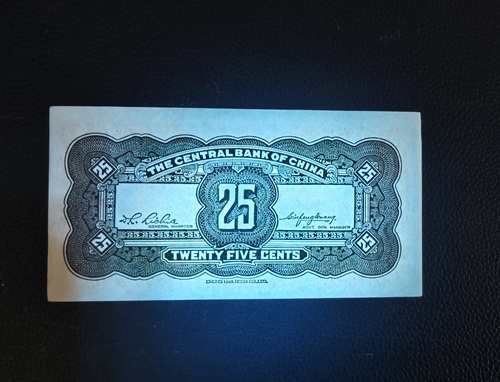 THE CENTRAL BANK OF CHINA
25 25
25
GENERAL MANAGER
ASST. GEN. MANAGER
25 25
TWENTY FIVE CENTS